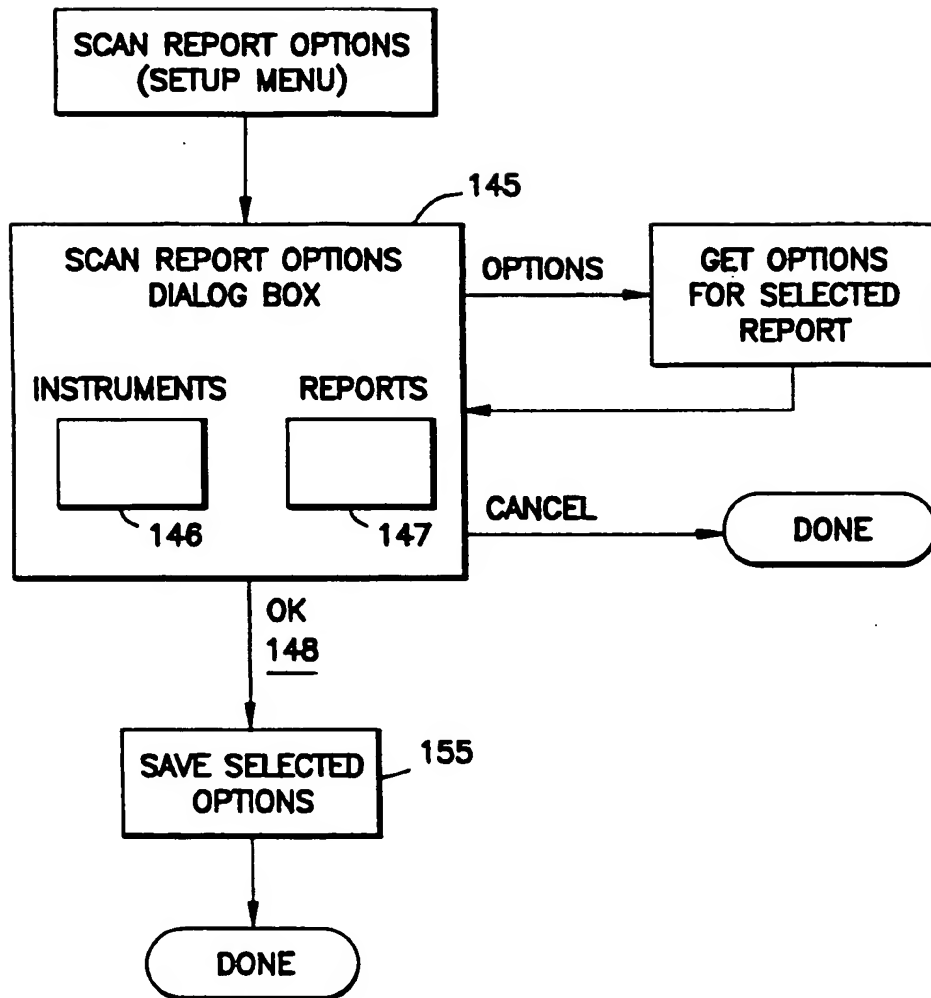 SCAN REPORT OPTIONS
(SETUP MENU)
145
SCAN REPORT OPTIONS
DIALOG BOX
OPTIONS
GET OPTIONS
FOR SELECTED
REPORT
INSTRUMENTS
REPORTS
146
147
CANCEL
DONE
OK
148
SAVE SELECTED
OPTIONS
155
DONE